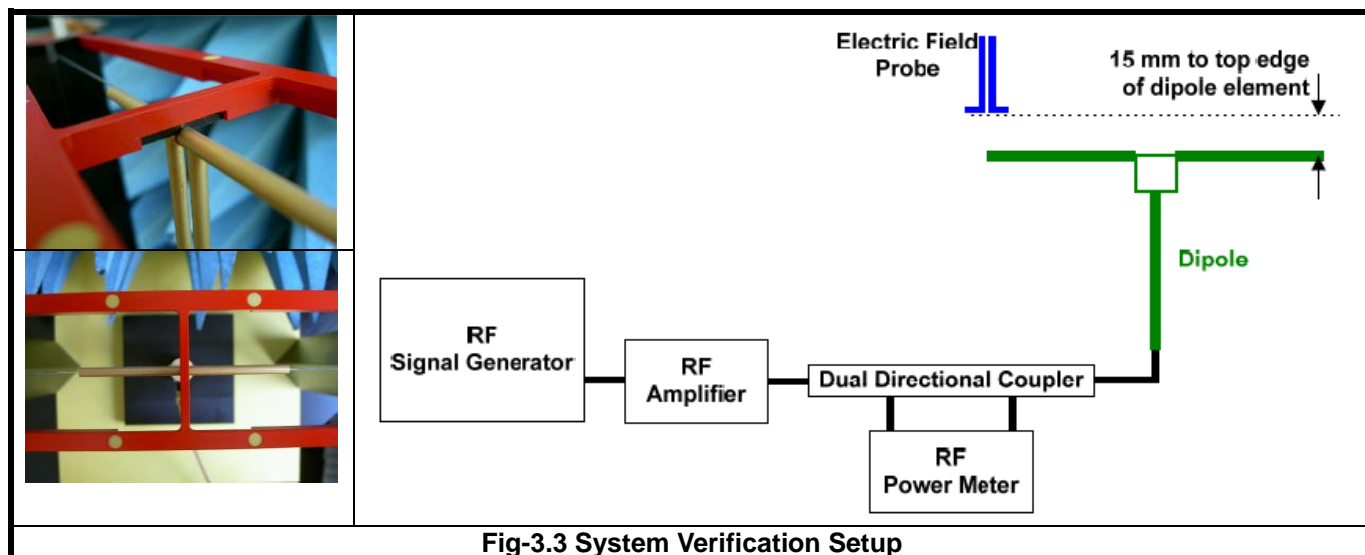 Electric Field
Probe
15 mm to top edge
of dipole element
Dipole
RF
Signal Generator
RF
Amplifier
Dual Directional Coupler
RF
Power Meter
Fig-3.3 System Verification Setup